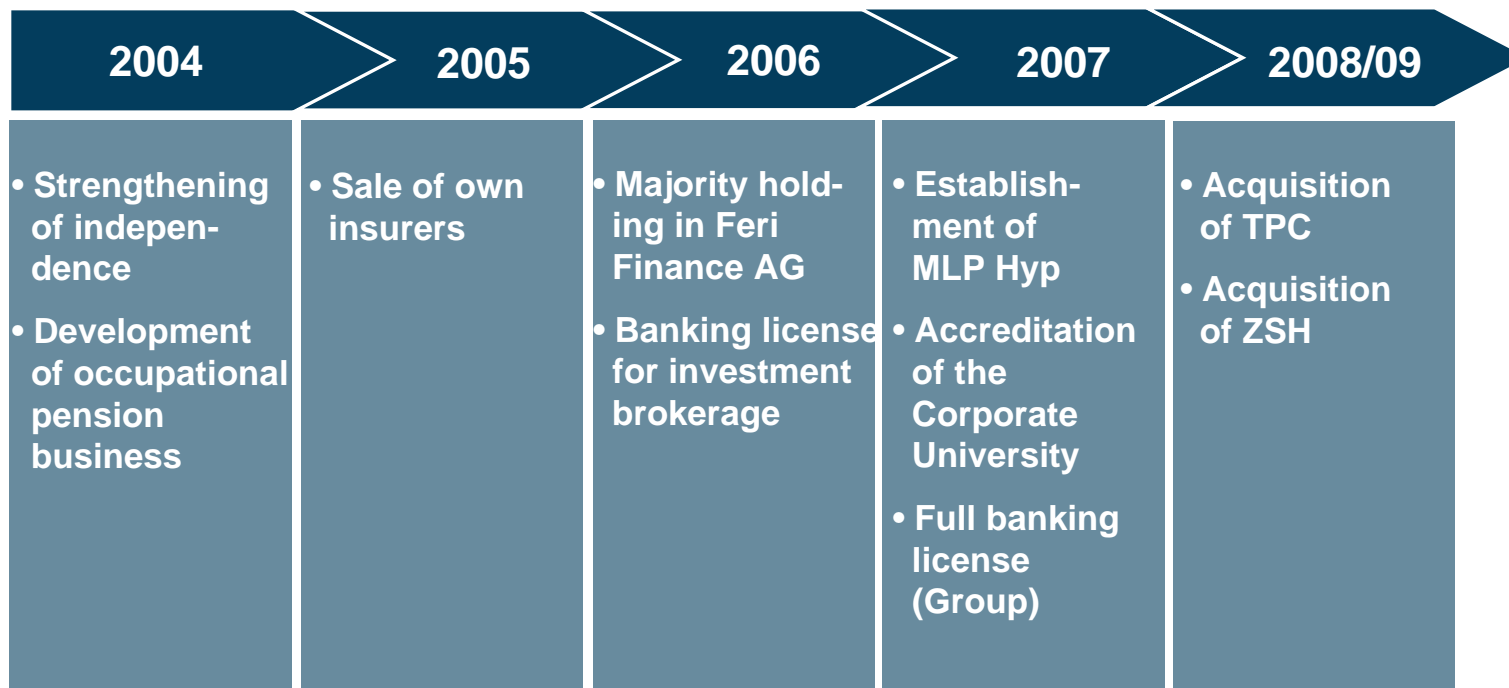 2004
2005
2006
2007
2008/09
• Strengthening
of indepen-
dence
• Development
of occupational
pension
business
• Sale of own
insurers
• Majority hold-
ing in Feri
Finance AG
• Banking license
for investment
brokerage
• Establish-
ment of
MLP Hyp
• Accreditation
of the
Corporate
University
• Full banking
license
(Group)
• Acquisition
of TPC
• Acquisition
of ZSH